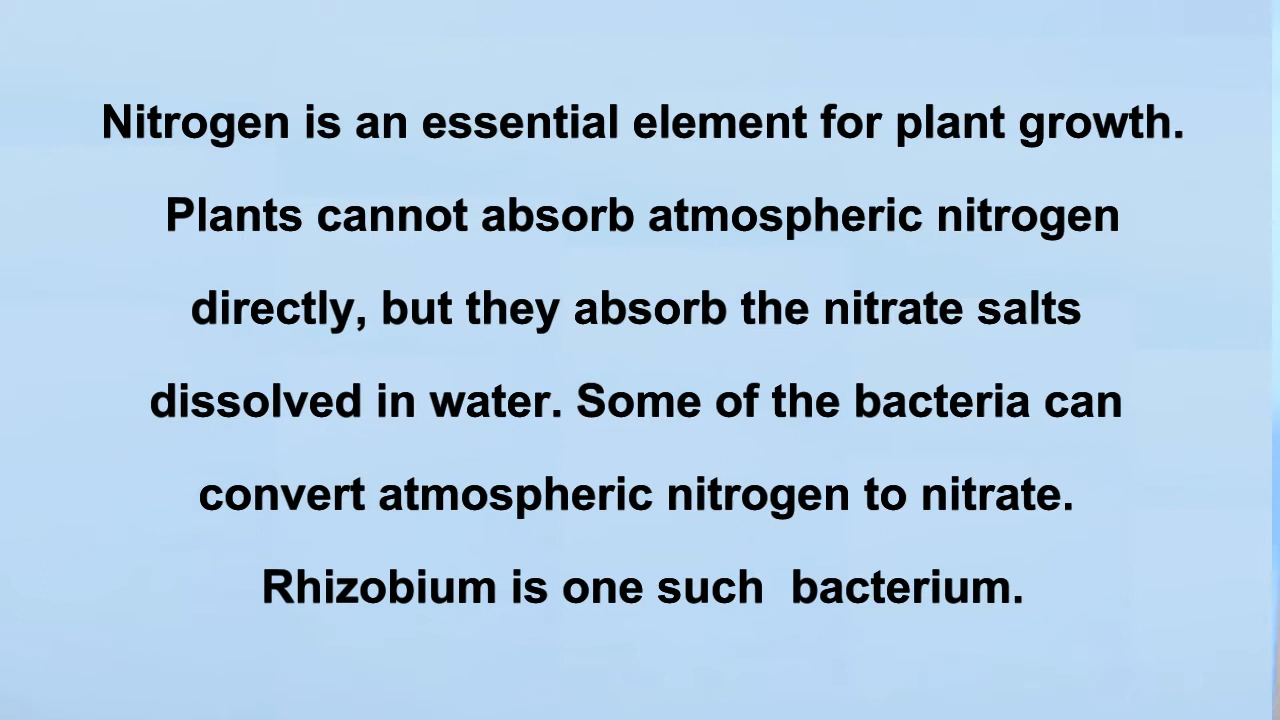 Nitrogen is an essential element for plant growth.
Plants cannot absorb atmospheric nitrogen
directly, but they absorb the nitrate salts
dissolved in water. Some of the bacteria can
convert atmospheric nitrogen to nitrate.
Rhizobium is one such  bacterium.